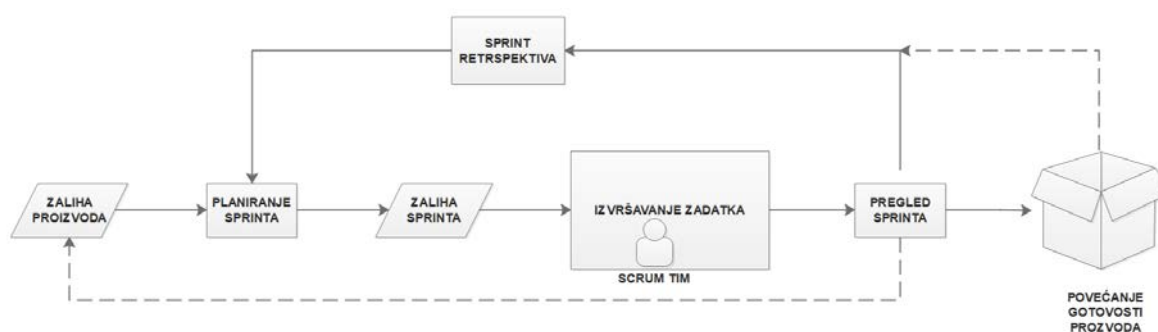 SPRINT
RETRSPEKTIVA
ZALIHA
PROIZVODA
PLANIRANJE
SPRINTA
ZALIHA
SPRINTA
IZVRŠAVANJE ZADATKA
SCRUM TIM
PREGLED
SPRINTA
POVEĆANJE
GOTOVOSTI
PROZVODA